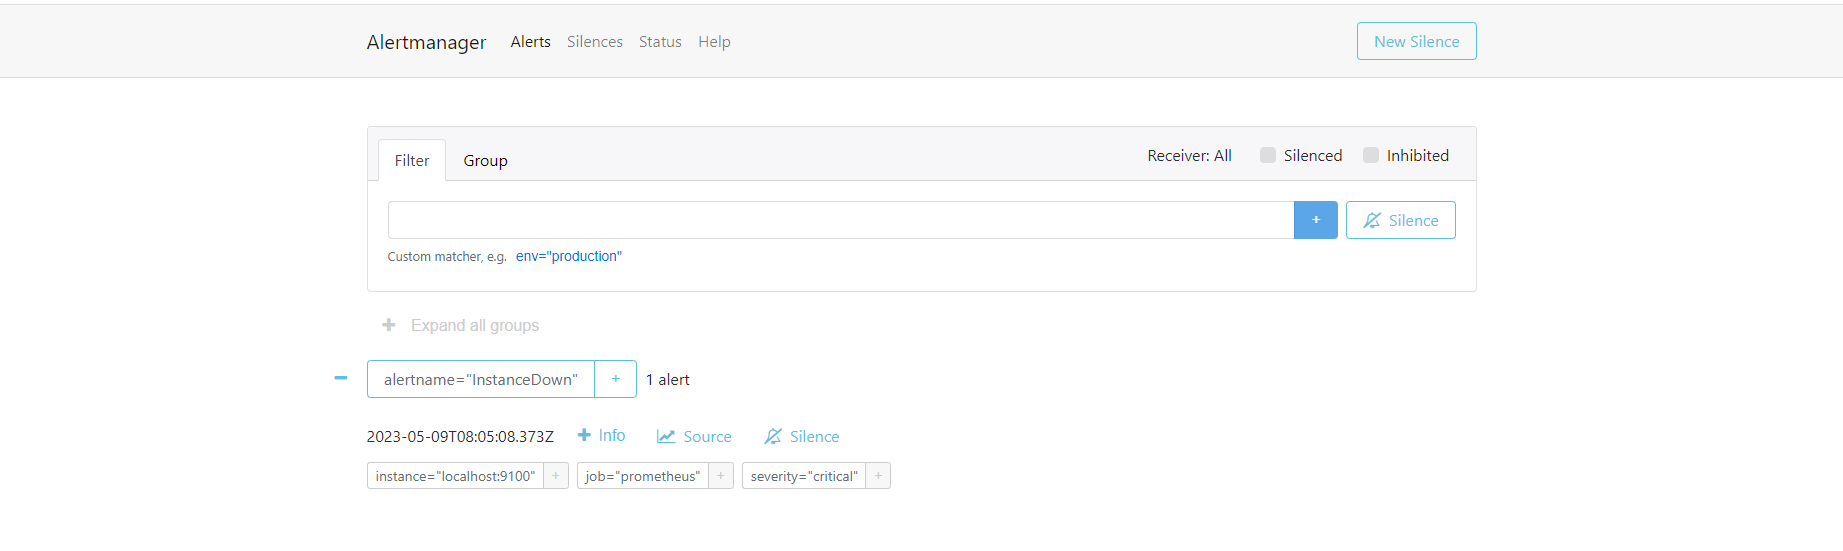 Alertmanager Alerts Silences Status Help New Silence
Filter Group Receiver: All Silenced Inhibited
+ Silence
Custom matcher, e.g. env="production"
+ Expand all groups
− alertname="InstanceDown" + 1 alert
2023-05-09T08:05:08.373Z + Info Source Silence
instance="localhost:9100" + job="prometheus" + severity="critical" +